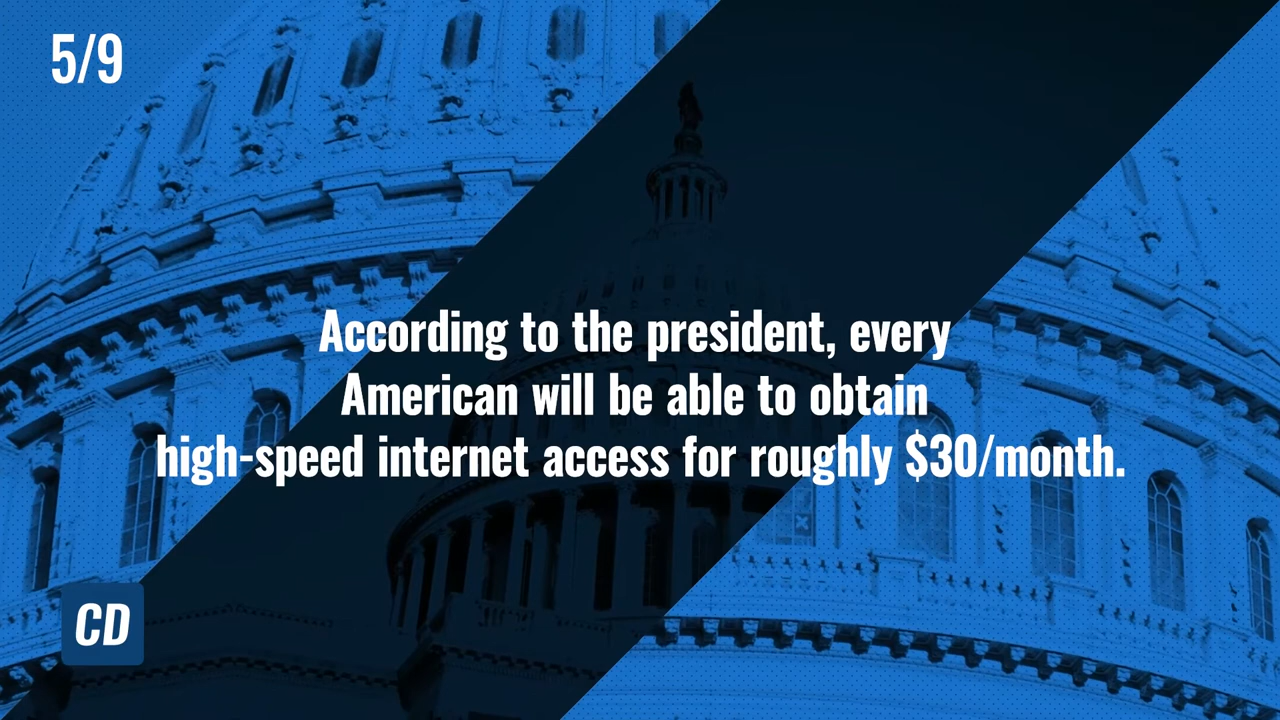 5/9
According to the president, every
American will be able to obtain
high-speed internet access for roughly $30/month.
CD